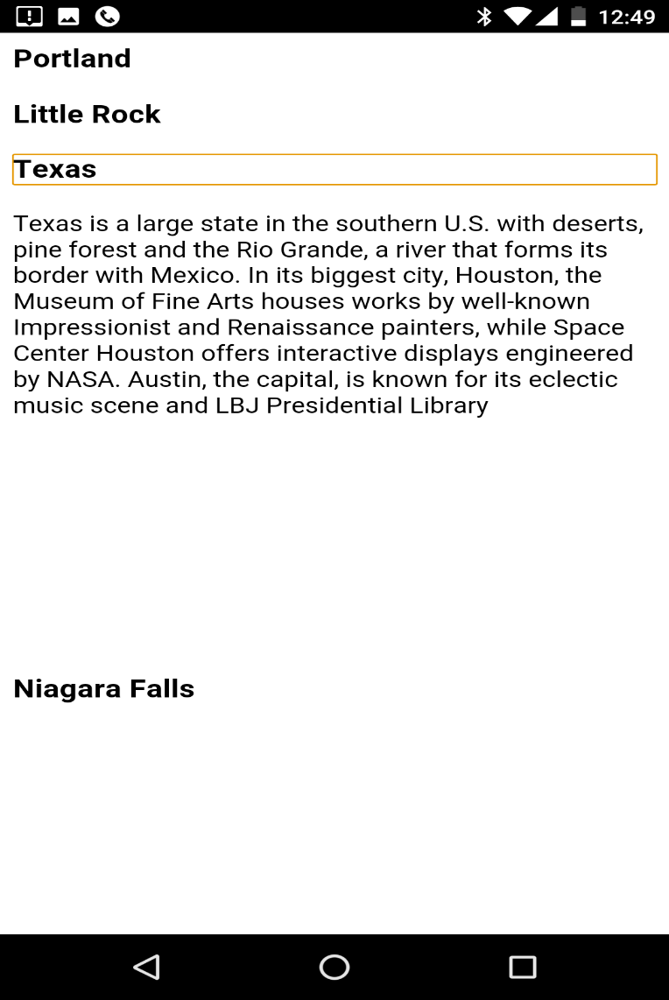 12:49
Portland
Little Rock
Texas
Texas is a large state in the southern U.S. with deserts,
pine forest and the Rio Grande, a river that forms its
border with Mexico. In its biggest city, Houston, the
Museum of Fine Arts houses works by well-known
Impressionist and Renaissance painters, while Space
Center Houston offers interactive displays engineered
by NASA. Austin, the capital, is known for its eclectic
music scene and LBJ Presidential Library
Niagara Falls